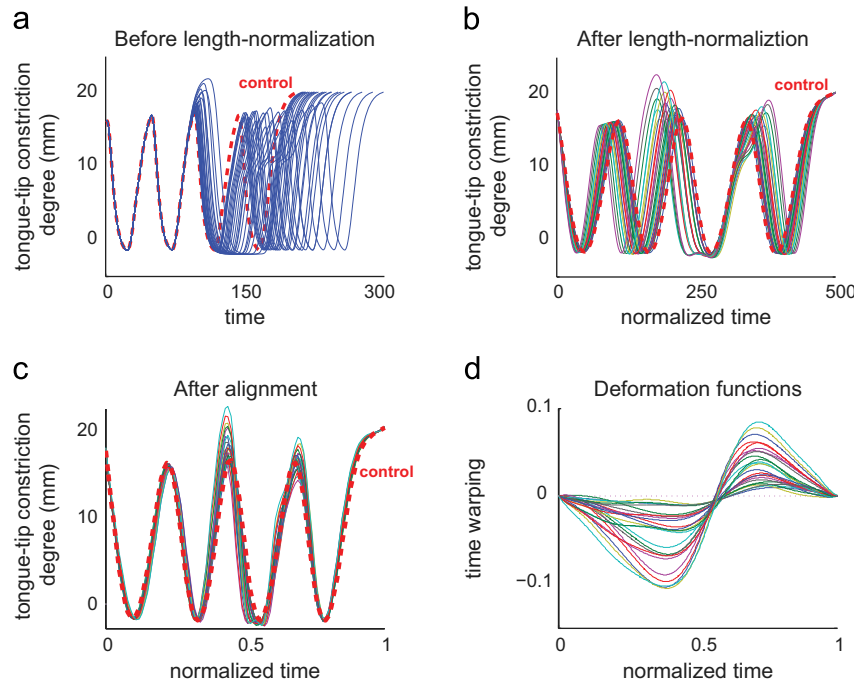 a
Before length-normalization
control
tongue-tip constriction
degree (mm)
20
10
0
0
150
300
time
b
After length-normaliztion
control
tongue-tip constriction
degree (mm)
20
10
0
0
250
500
normalized time
c
After alignment
control
tongue-tip constriction
degree (mm)
20
10
0
0
0.5
1
normalized time
d
Deformation functions
time warping
0.1
0
−0.1
0
0.5
1
normalized time